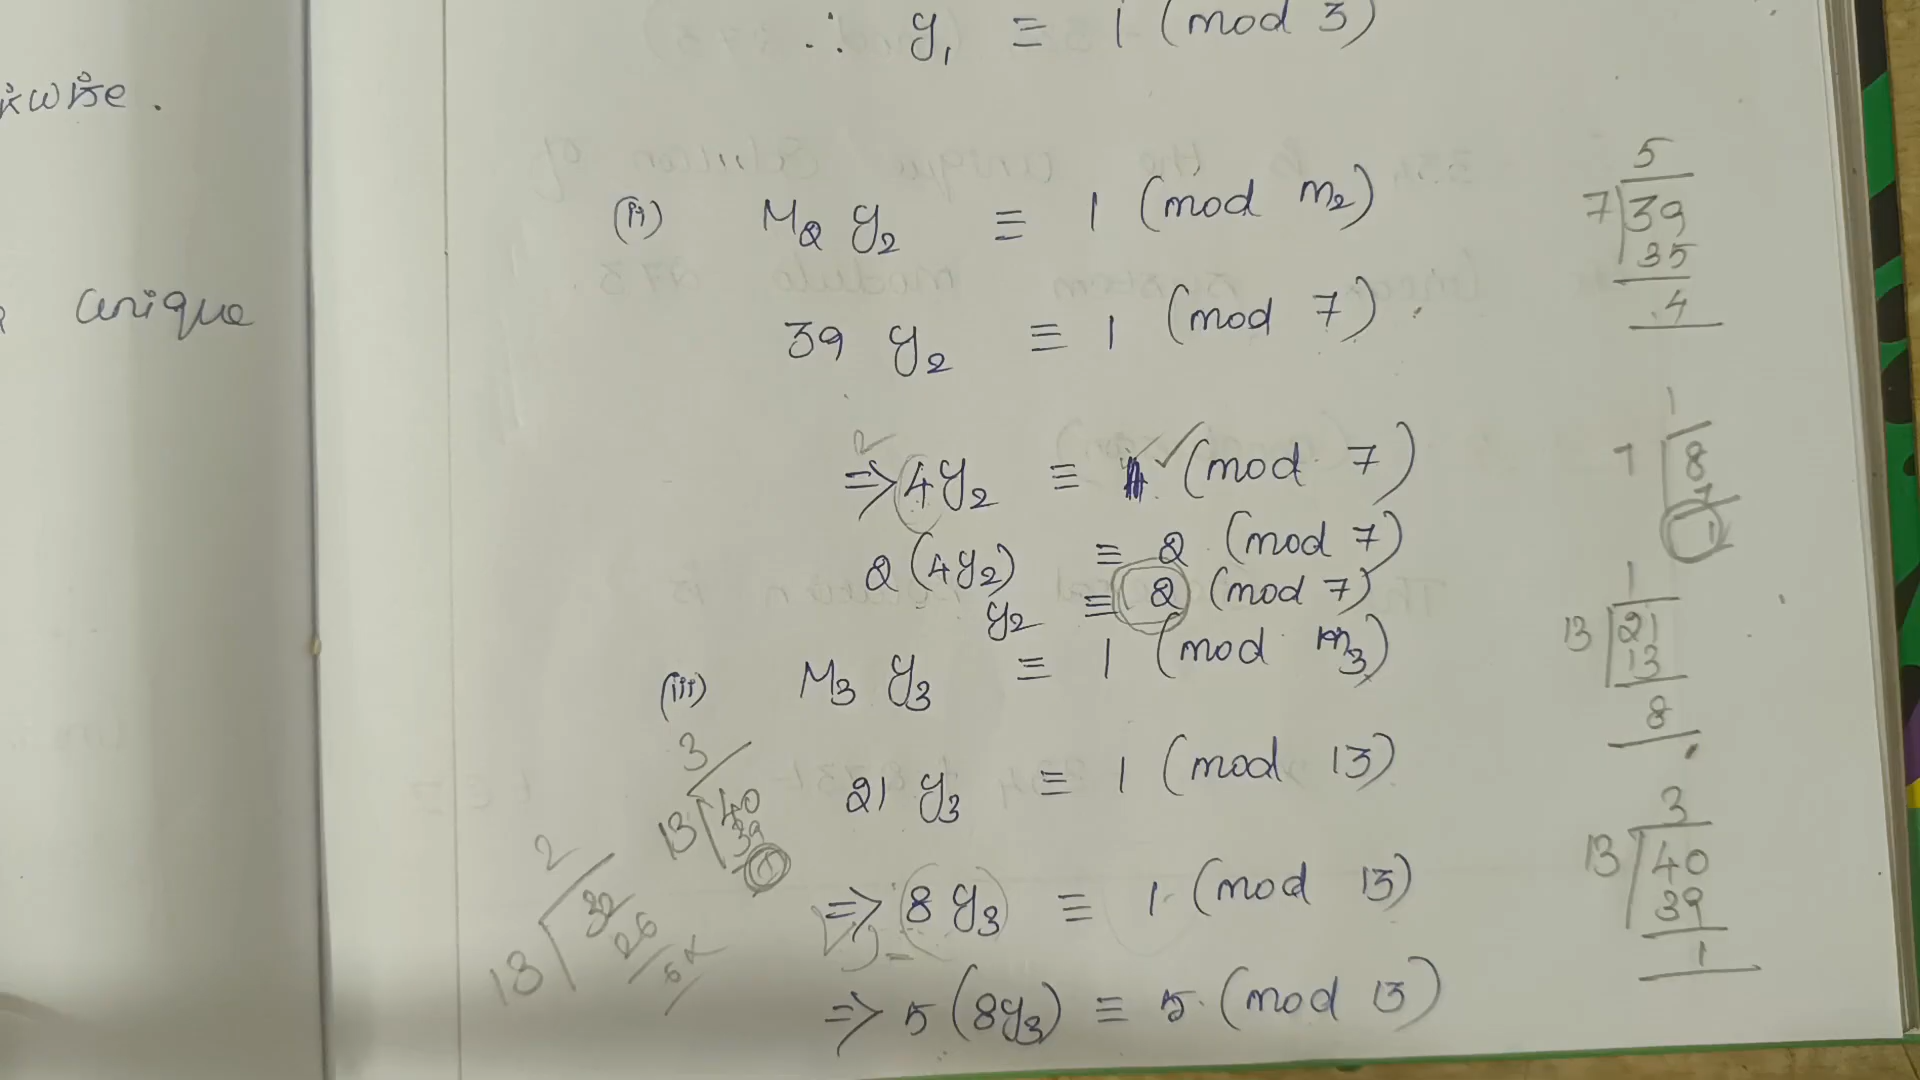 unique
∴ y₁ ≡ 1 (mod 3)
(ii) M₂ y₂ ≡ 1 (mod m₂)
39 y₂ ≡ 1 (mod 7)
⇒ 4y₂ ≡ 1 (mod 7)
2 (4y₂) ≡ 2 (mod 7)
y₂ ≡ 2 (mod 7)
(iii) M₃ y₃ ≡ 1 (mod m₃)
21 y₃ ≡ 1 (mod 13)
⇒ 8 y₃ ≡ 1 (mod 13)
⇒ 5 (8y₃) ≡ 5 (mod 13)
3
13 40
39
1
2
13 32
26
6
5
7 39
35
4
1
7 8
7
1
1
13 21
13
8
3
13 40
39
1